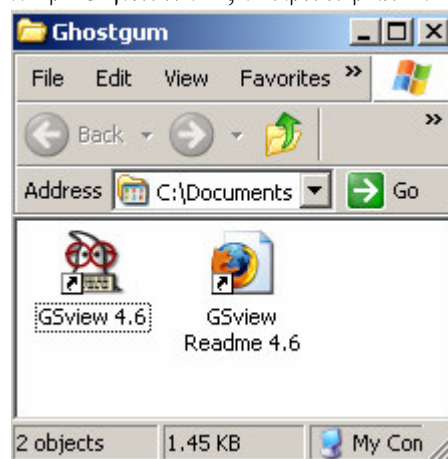 Ghostgum
File Edit View Favorites »
Back »
Address C:\Documents Go
GSview 4.6
GSview
Readme 4.6
2 objects 1.45 KB My Con